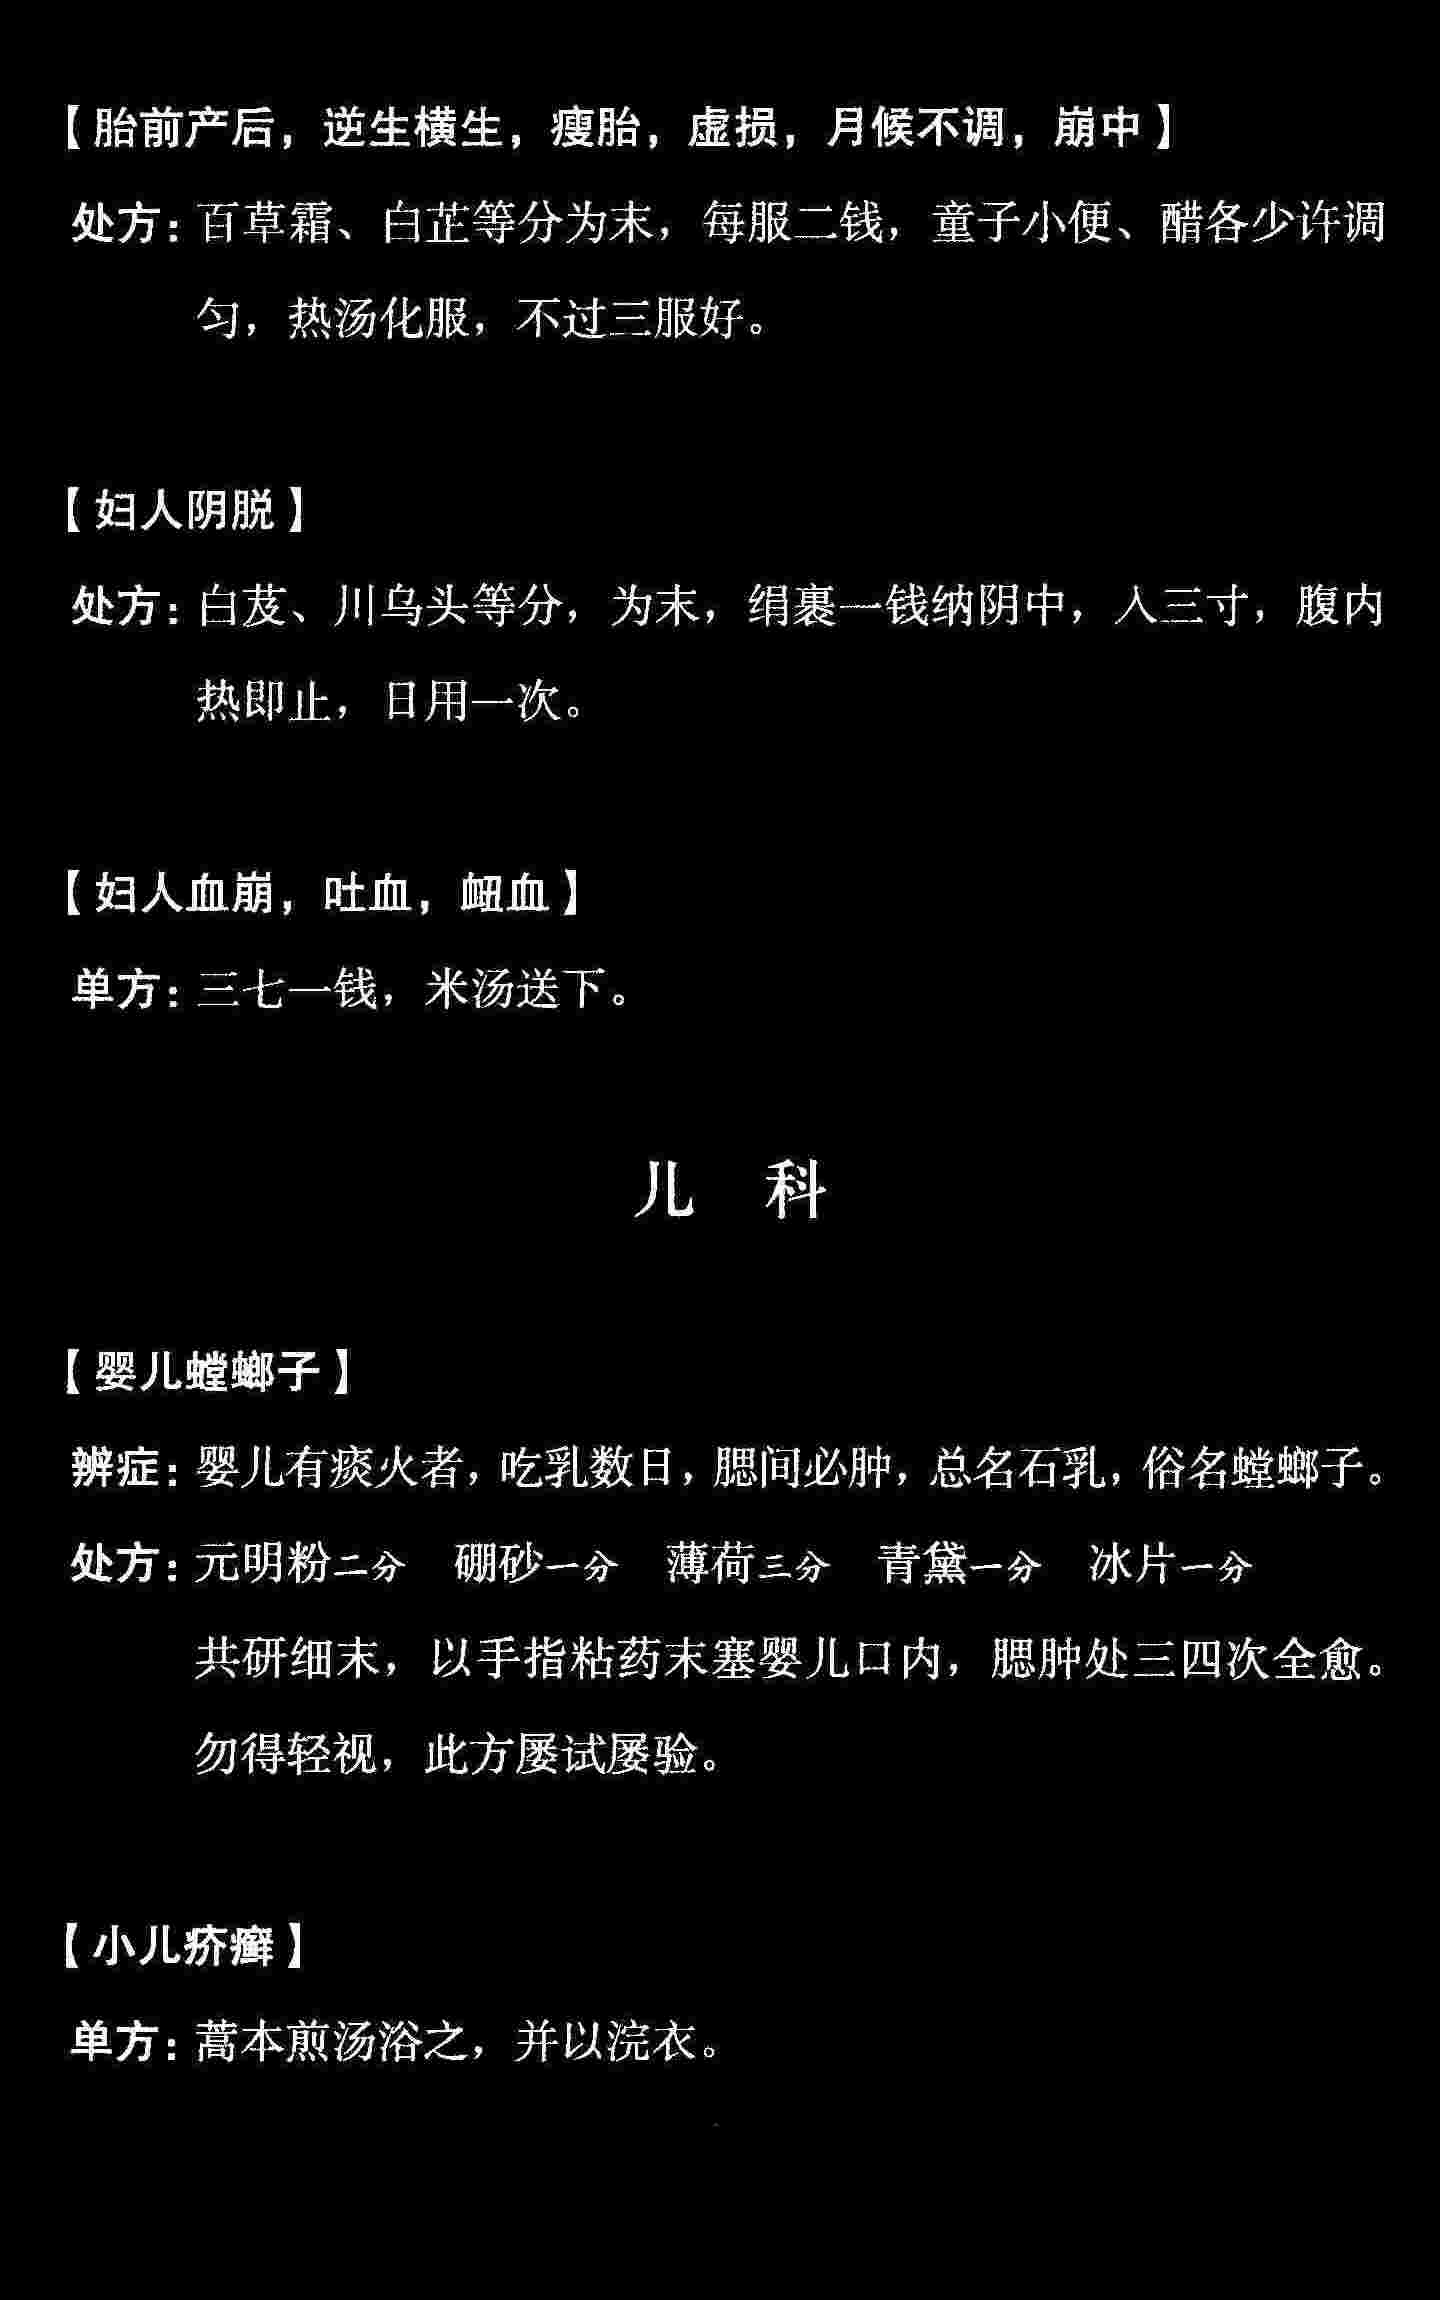 【胎前产后，逆生横生，瘦胎，虚损，月候不调，崩中】
处方：百草霜、白芷等分为末，每服二钱，童子小便、醋各少许调
匀，热汤化服，不过三服好。
【妇人阴脱】
处方：白芨、川乌头等分，为末，绢裹一钱纳阴中，入三寸，腹内
热即止，日用一次。
【妇人血崩，吐血，衄血】
单方：三七一钱，米汤送下。
儿　科
【婴儿螳螂子】
辨症：婴儿有痰火者，吃乳数日，腮间必肿，总名石乳，俗名螳螂子。
处方：元明粉二分　硼砂一分　薄荷三分　青黛一分　冰片一分
共研细末，以手指粘药末塞婴儿口内，腮肿处三四次全愈。
勿得轻视，此方屡试屡验。
【小儿疥癣】
单方：蒿本煎汤浴之，并以浣衣。